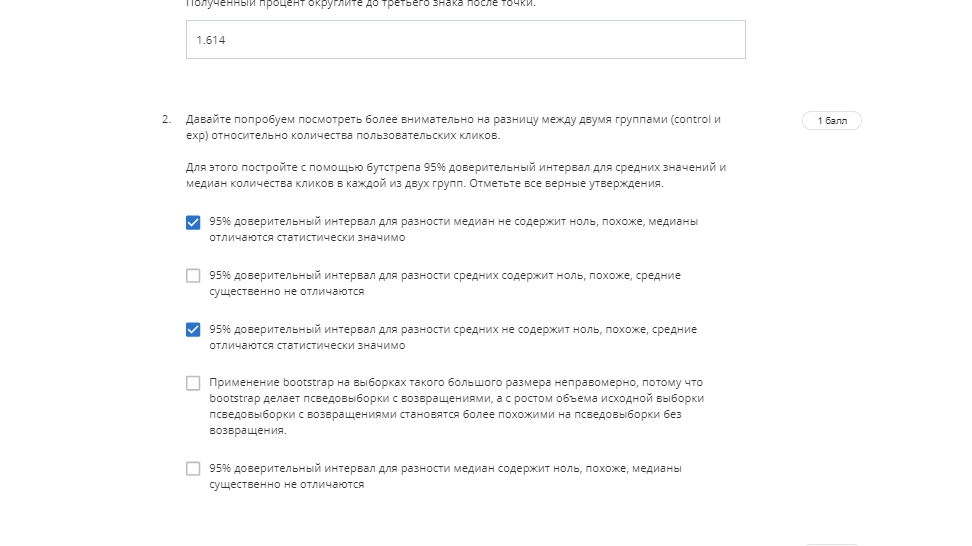 Полученный процент округлите до третьего знака после точки.
1.614
2. Давайте попробуем посмотреть более внимательно на разницу между двумя группами (control и
exp) относительно количества пользовательских кликов.
1 балл
Для этого постройте с помощью бутстрепа 95% доверительный интервал для средних значений и
медиан количества кликов в каждой из двух групп. Отметьте все верные утверждения.
95% доверительный интервал для разности медиан не содержит ноль, похоже, медианы
отличаются статистически значимо
95% доверительный интервал для разности средних содержит ноль, похоже, средние
существенно не отличаются
95% доверительный интервал для разности средних не содержит ноль, похоже, средние
отличаются статистически значимо
Применение bootstrap на выборках такого большого размера неправомерно, потому что
bootstrap делает псведовыборки с возвращениями, а с ростом объема исходной выборки
псведовыборки с возвращениями становятся более похожими на псведовыборки без
возвращения.
95% доверительный интервал для разности медиан содержит ноль, похоже, медианы
существенно не отличаются